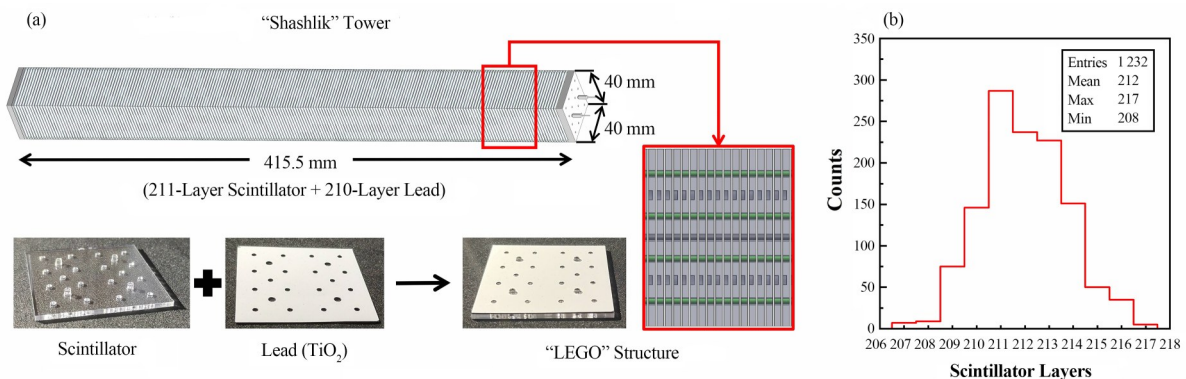 (a)
“Shashlik” Tower
40 mm
40 mm
415.5 mm
(211-Layer Scintillator + 210-Layer Lead)
Scintillator
Lead (TiO₂)
“LEGO” Structure
(b)
350
300
250
200
150
100
50
0
Counts
Entries 1 232
Mean 212
Max 217
Min 208
206 207 208 209 210 211 212 213 214 215 216 217 218
Scintillator Layers